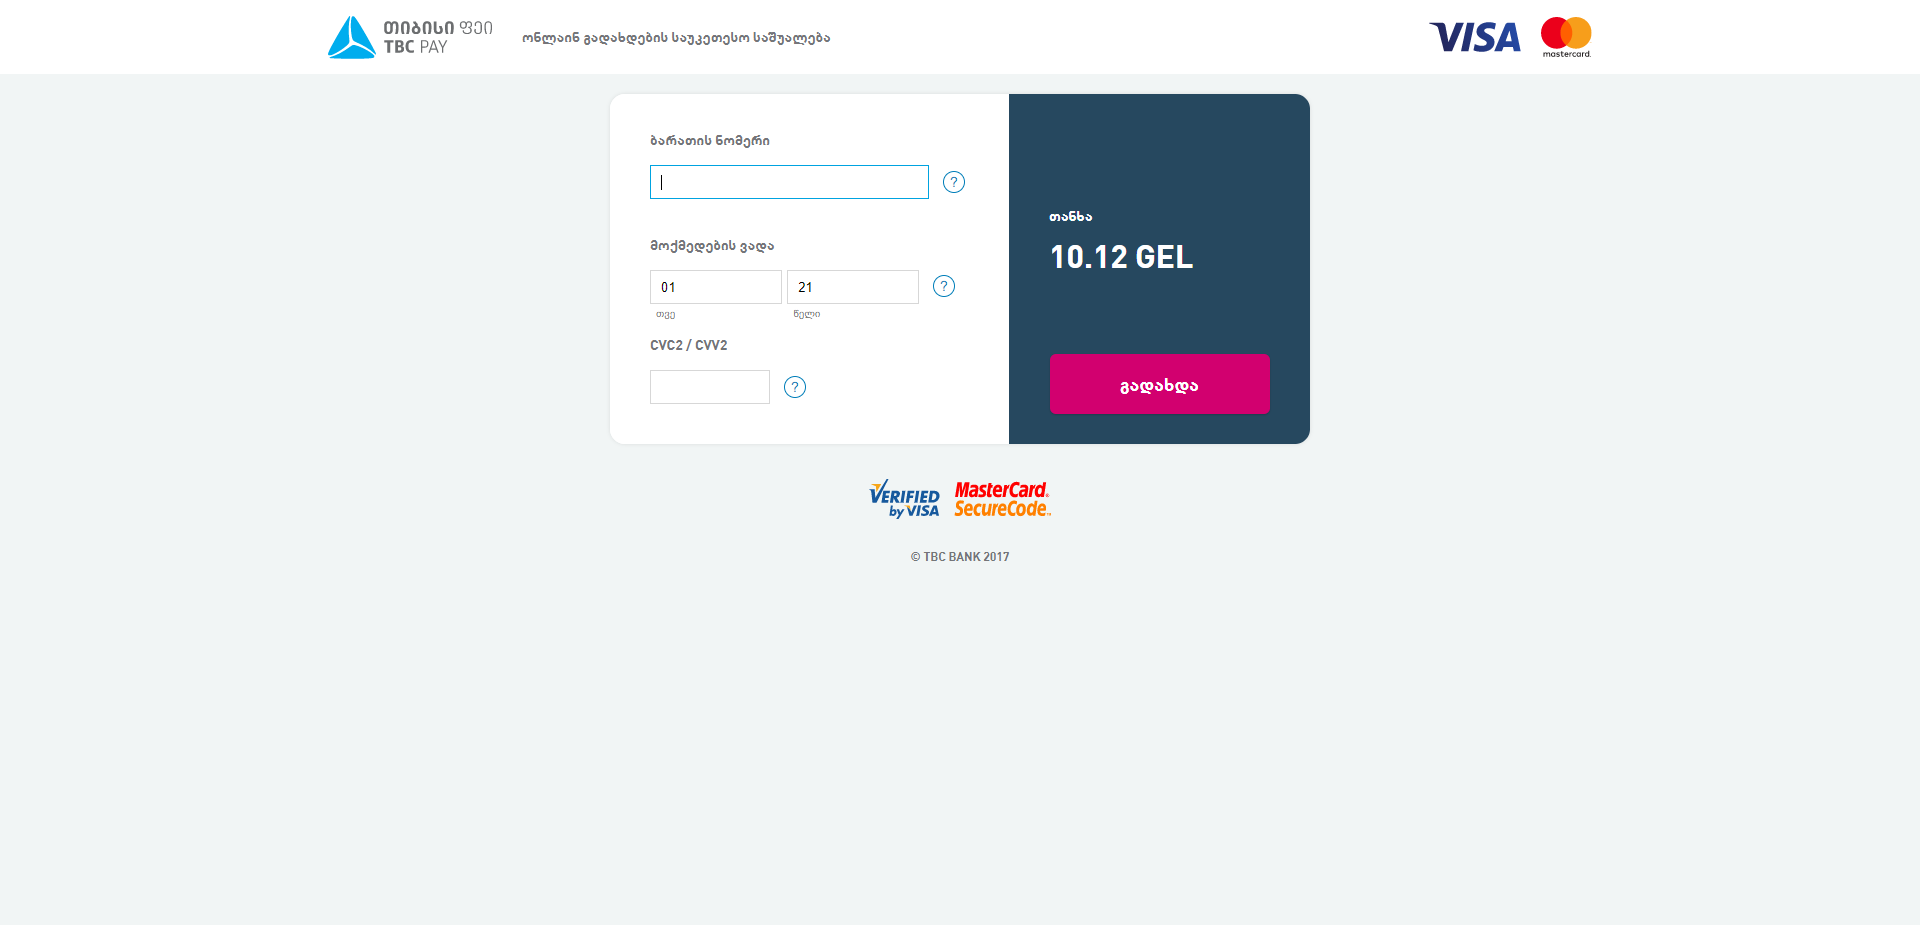 თიბისი ფეი
TBC PAY
ონლაინ გადახდების საუკეთესო საშუალება
VISA
mastercard.
ბარათის ნომერი
?
მოქმედების ვადა
01
21
?
თვე
წელი
CVC2 / CVV2
?
თანხა
10.12 GEL
გადახდა
VERIFIED
by VISA
MasterCard®
SecureCode™
© TBC BANK 2017